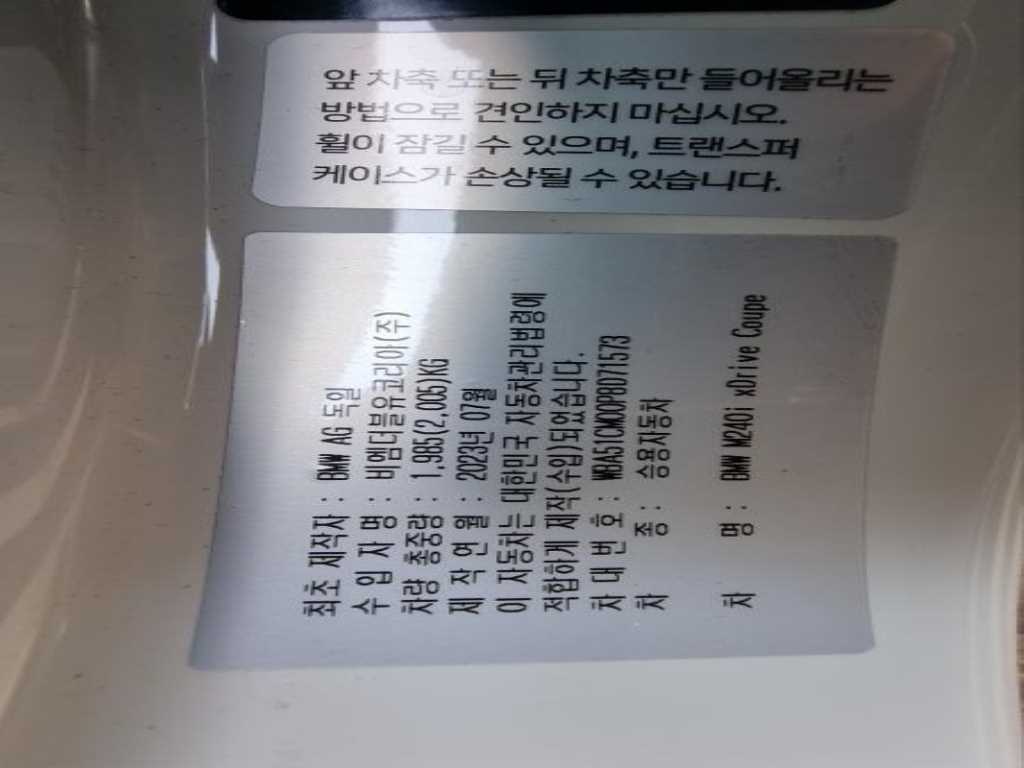 앞 차축 또는 뒤 차축만 들어올리는
방법으로 견인하지 마십시오.
휠이 잠길 수 있으며, 트랜스퍼
케이스가 손상될 수 있습니다.
최초 제작자 : BMW AG 독일
수 입 자 명 : 비엠더블유코리아(주)
차량 총중량 : 1,985(2,005)KG
제 작 연 월 : 2023년 07월
이 자동차는 대한민국 자동차관리법령에
적합하게 제작(수입)되었습니다.
차 대 번 호 : WBA51CM00P8D71573
차 종 : 승용자동차
차 명 : BMW M240i xDrive Coupe